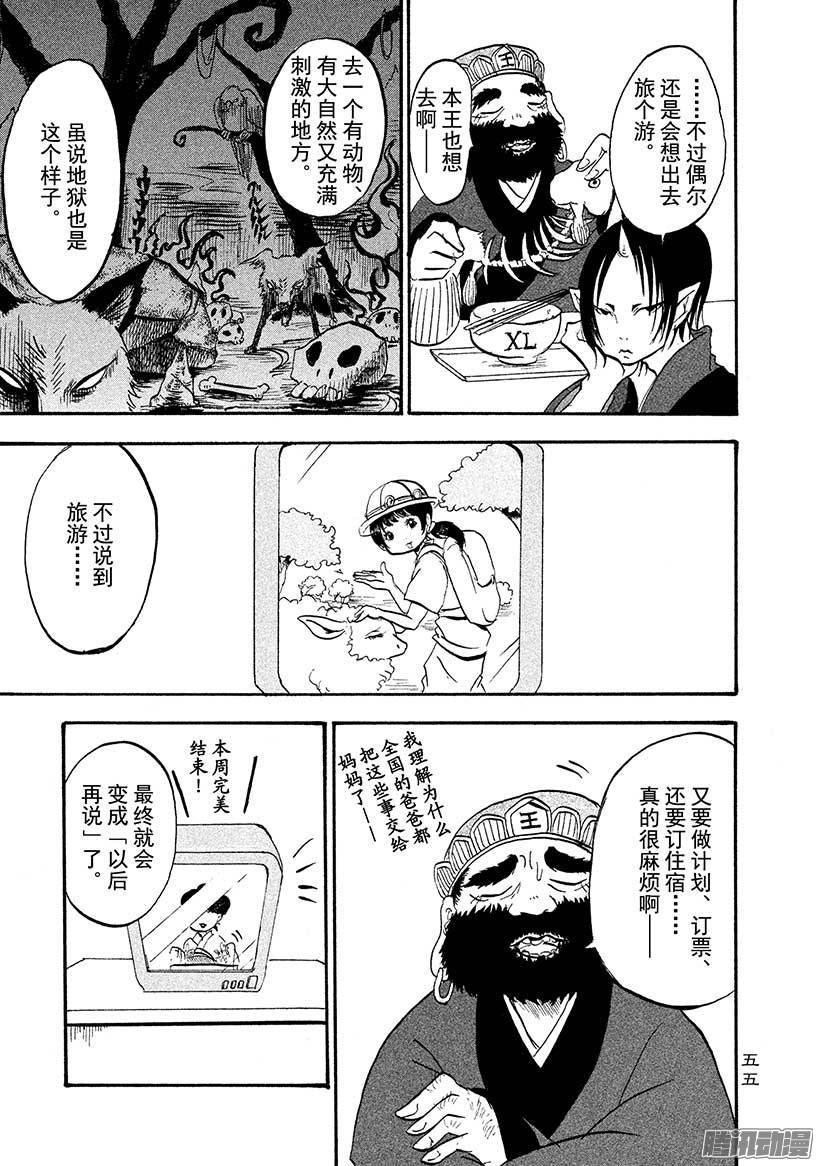 ……不过偶尔
还是会想出去
旅个游。
王
本王也想
去啊——
XL
去一个有动物、
有大自然又充满
刺激的地方。
虽说地狱也是
这个样子。
不过说到
旅游……
又要做计划、订票、
还要订住宿……
真的很麻烦啊——
王
我理解为什么
全国的爸爸都
把这些事交给
妈妈了——
本周完美
结束！
最终就会
变成「以后
再说」了。
五五
腾讯动漫